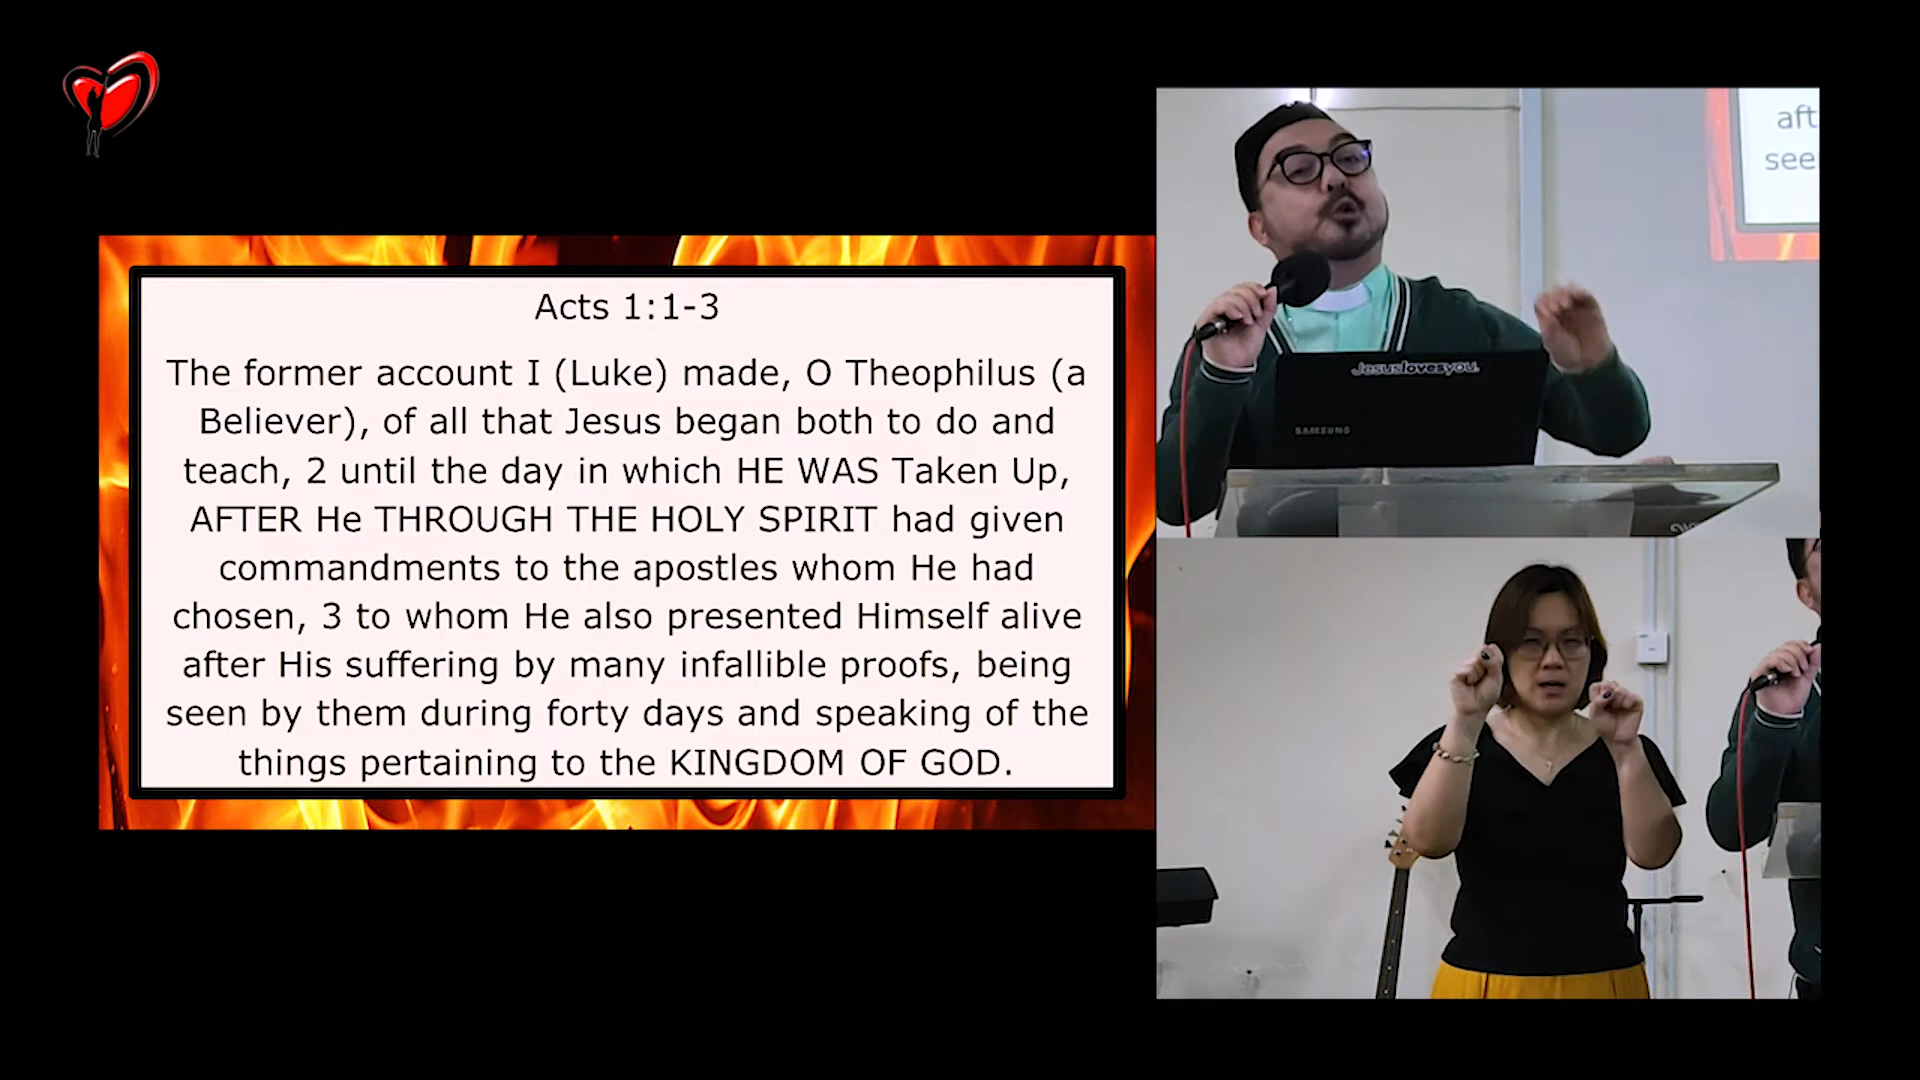 Acts 1:1-3
The former account I (Luke) made, O Theophilus (a
Believer), of all that Jesus began both to do and
teach, 2 until the day in which HE WAS Taken Up,
AFTER He THROUGH THE HOLY SPIRIT had given
commandments to the apostles whom He had
chosen, 3 to whom He also presented Himself alive
after His suffering by many infallible proofs, being
seen by them during forty days and speaking of the
things pertaining to the KINGDOM OF GOD.
aft
see
Jesuslovesyou.
SAMSUNG